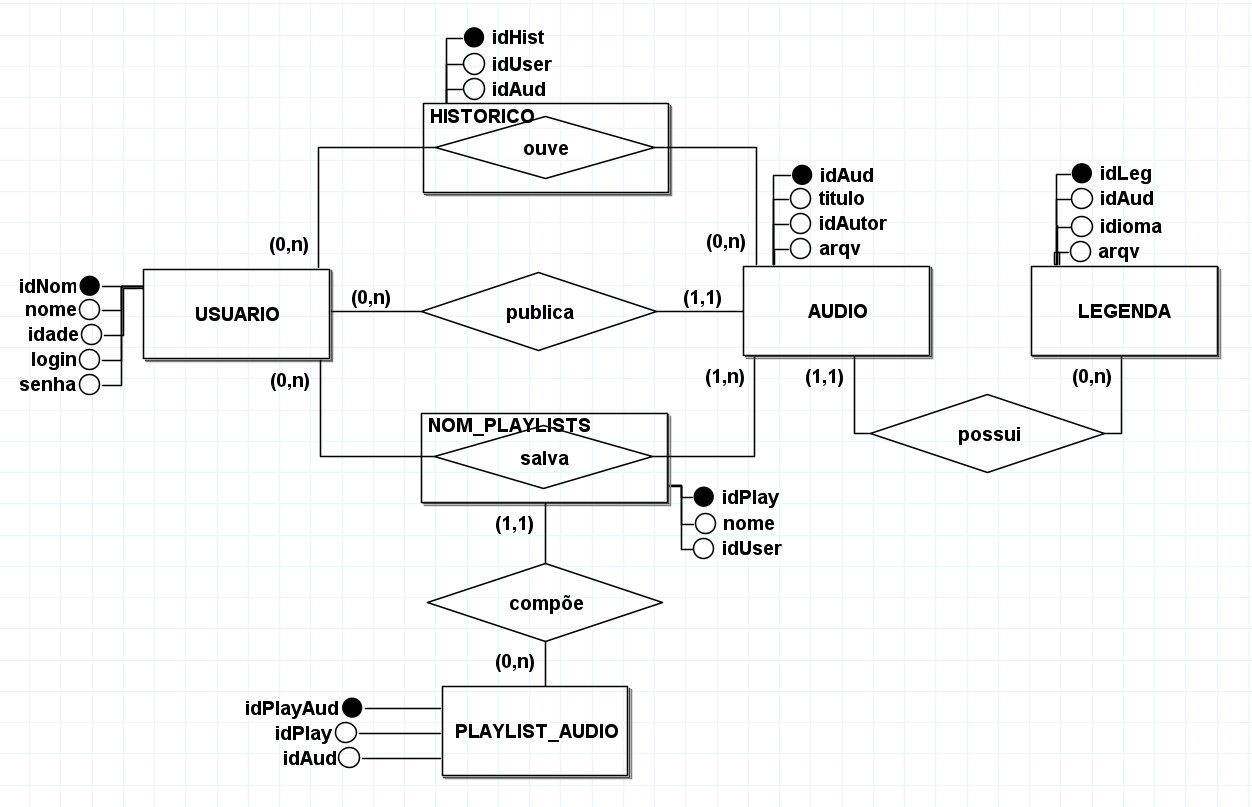 idHist
idUser
idAud
HISTORICO
ouve
(0,n)
(0,n)
idAud
titulo
idAutor
arqv
idLeg
idAud
idioma
arqv
idNom
nome
idade
login
senha
USUARIO
(0,n)
publica
(1,1)
AUDIO
LEGENDA
(0,n)
(1,n)
(1,1)
(0,n)
possui
NOM_PLAYLISTS
salva
idPlay
nome
idUser
(1,1)
compõe
(0,n)
idPlayAud
idPlay
idAud
PLAYLIST_AUDIO